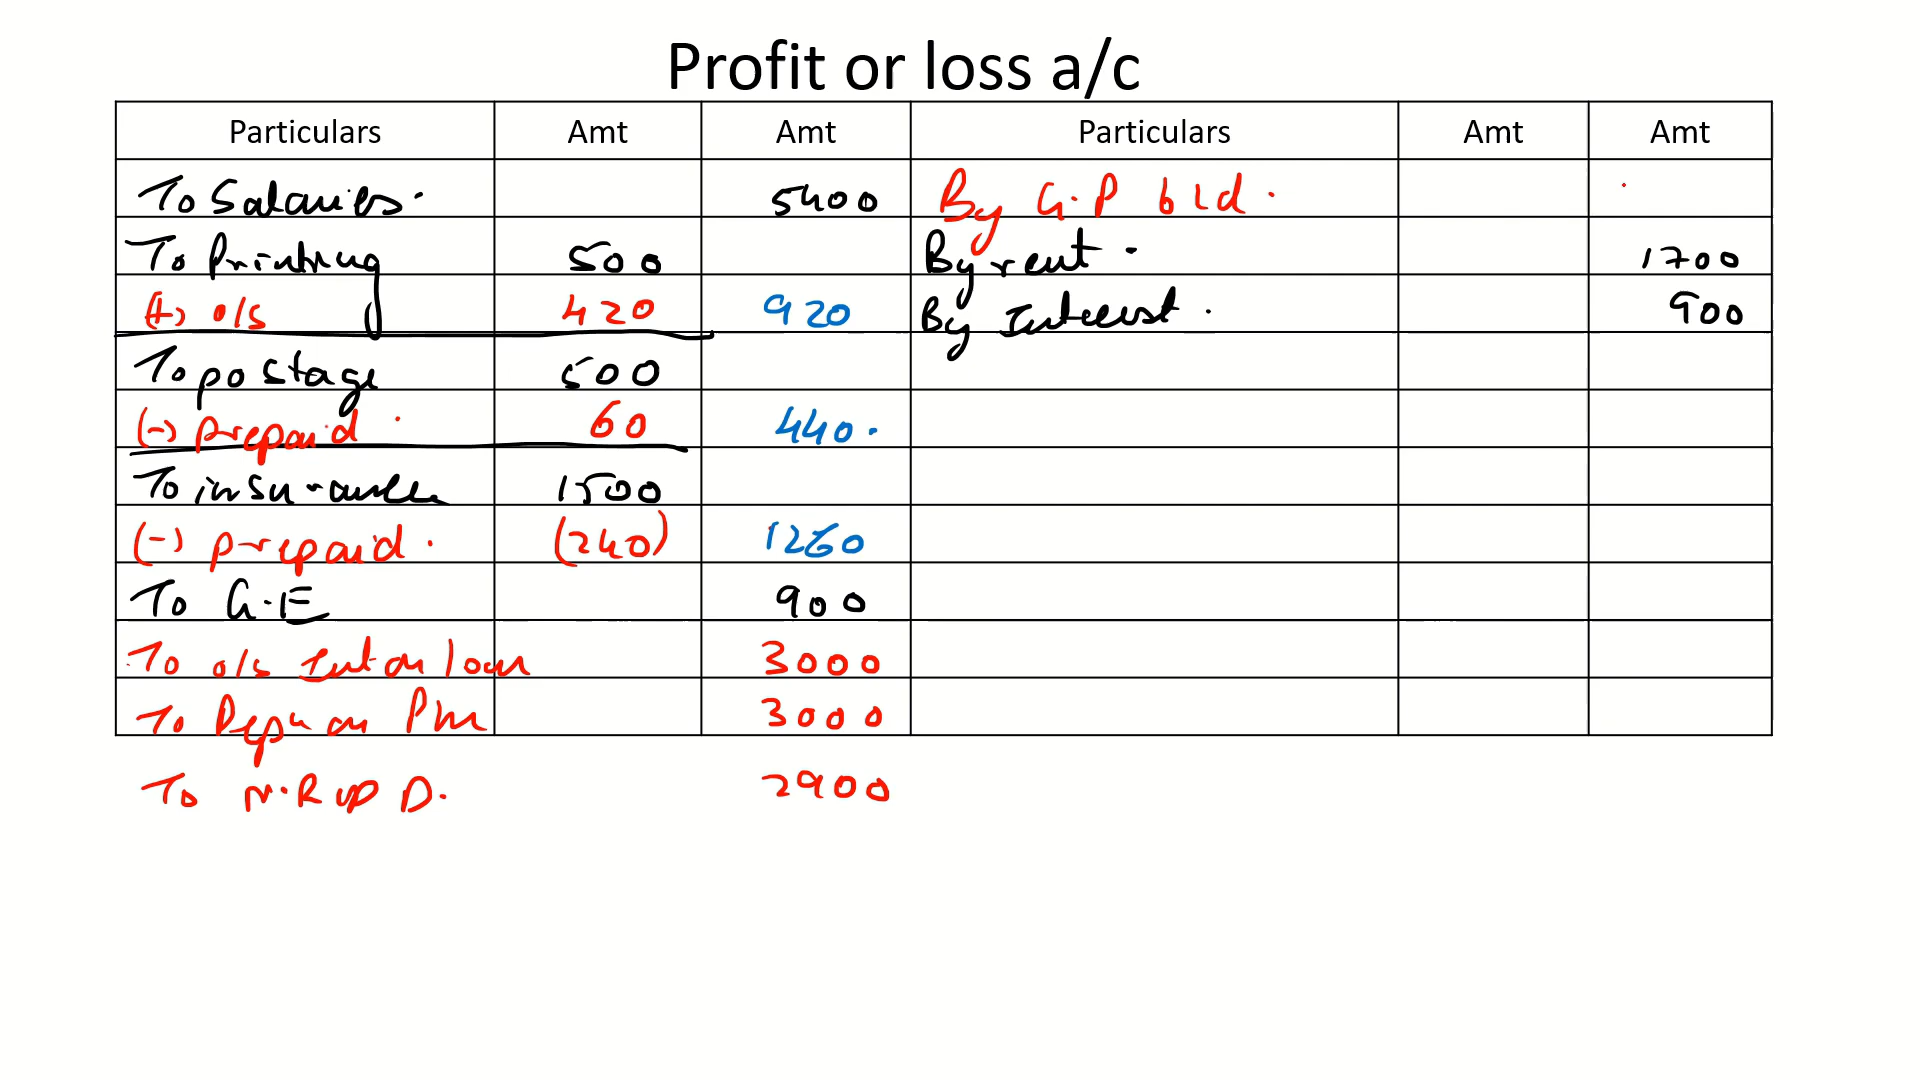 Profit or loss a/c
Particulars Amt Amt Particulars Amt Amt
To Salaries. 5400 By G.P b/d.
To Printing 500 By rent. 1700
(+) o/s 420 920 By Interest. 900
To postage 500
(-) prepaid. 60 440.
To insurance 1500
(-) prepaid. (240) 1260
To G.E 900
To o/s Int on loan 3000
To Depn on Pm 3000
To D. 2900